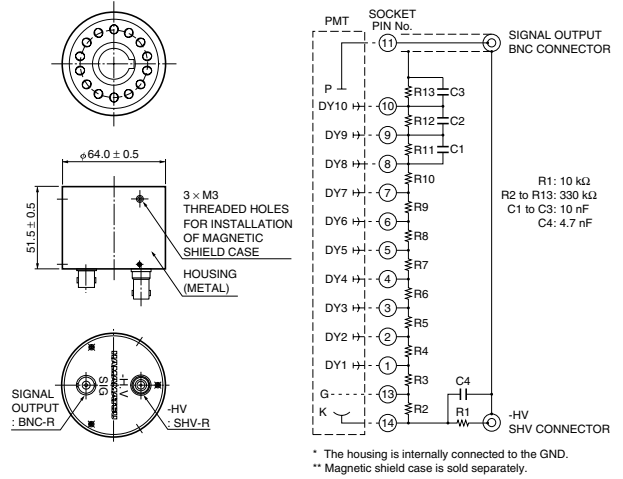 φ64.0 ± 0.5
51.5 ± 0.5
3 × M3
THREADED HOLES
FOR INSTALLATION
OF MAGNETIC
SHIELD CASE
HOUSING
(METAL)
SIGNAL
OUTPUT
: BNC-R
SIG
-HV
-HV
: SHV-R
PMT
SOCKET
PIN No.
SIGNAL OUTPUT
BNC CONNECTOR
11
P
R13
C3
DY10
10
R12
C2
DY9
9
R11
C1
DY8
8
R10
DY7
7
R9
DY6
6
R8
DY5
5
R7
DY4
4
R6
DY3
3
R5
DY2
2
R4
DY1
1
R3
C4
G
13
R2
R1
K
14
-HV
SHV CONNECTOR
R1: 10 kΩ
R2 to R13: 330 kΩ
C1 to C3: 10 nF
C4: 4.7 nF
* The housing is internally connected to the GND.
** Magnetic shield case is sold separately.